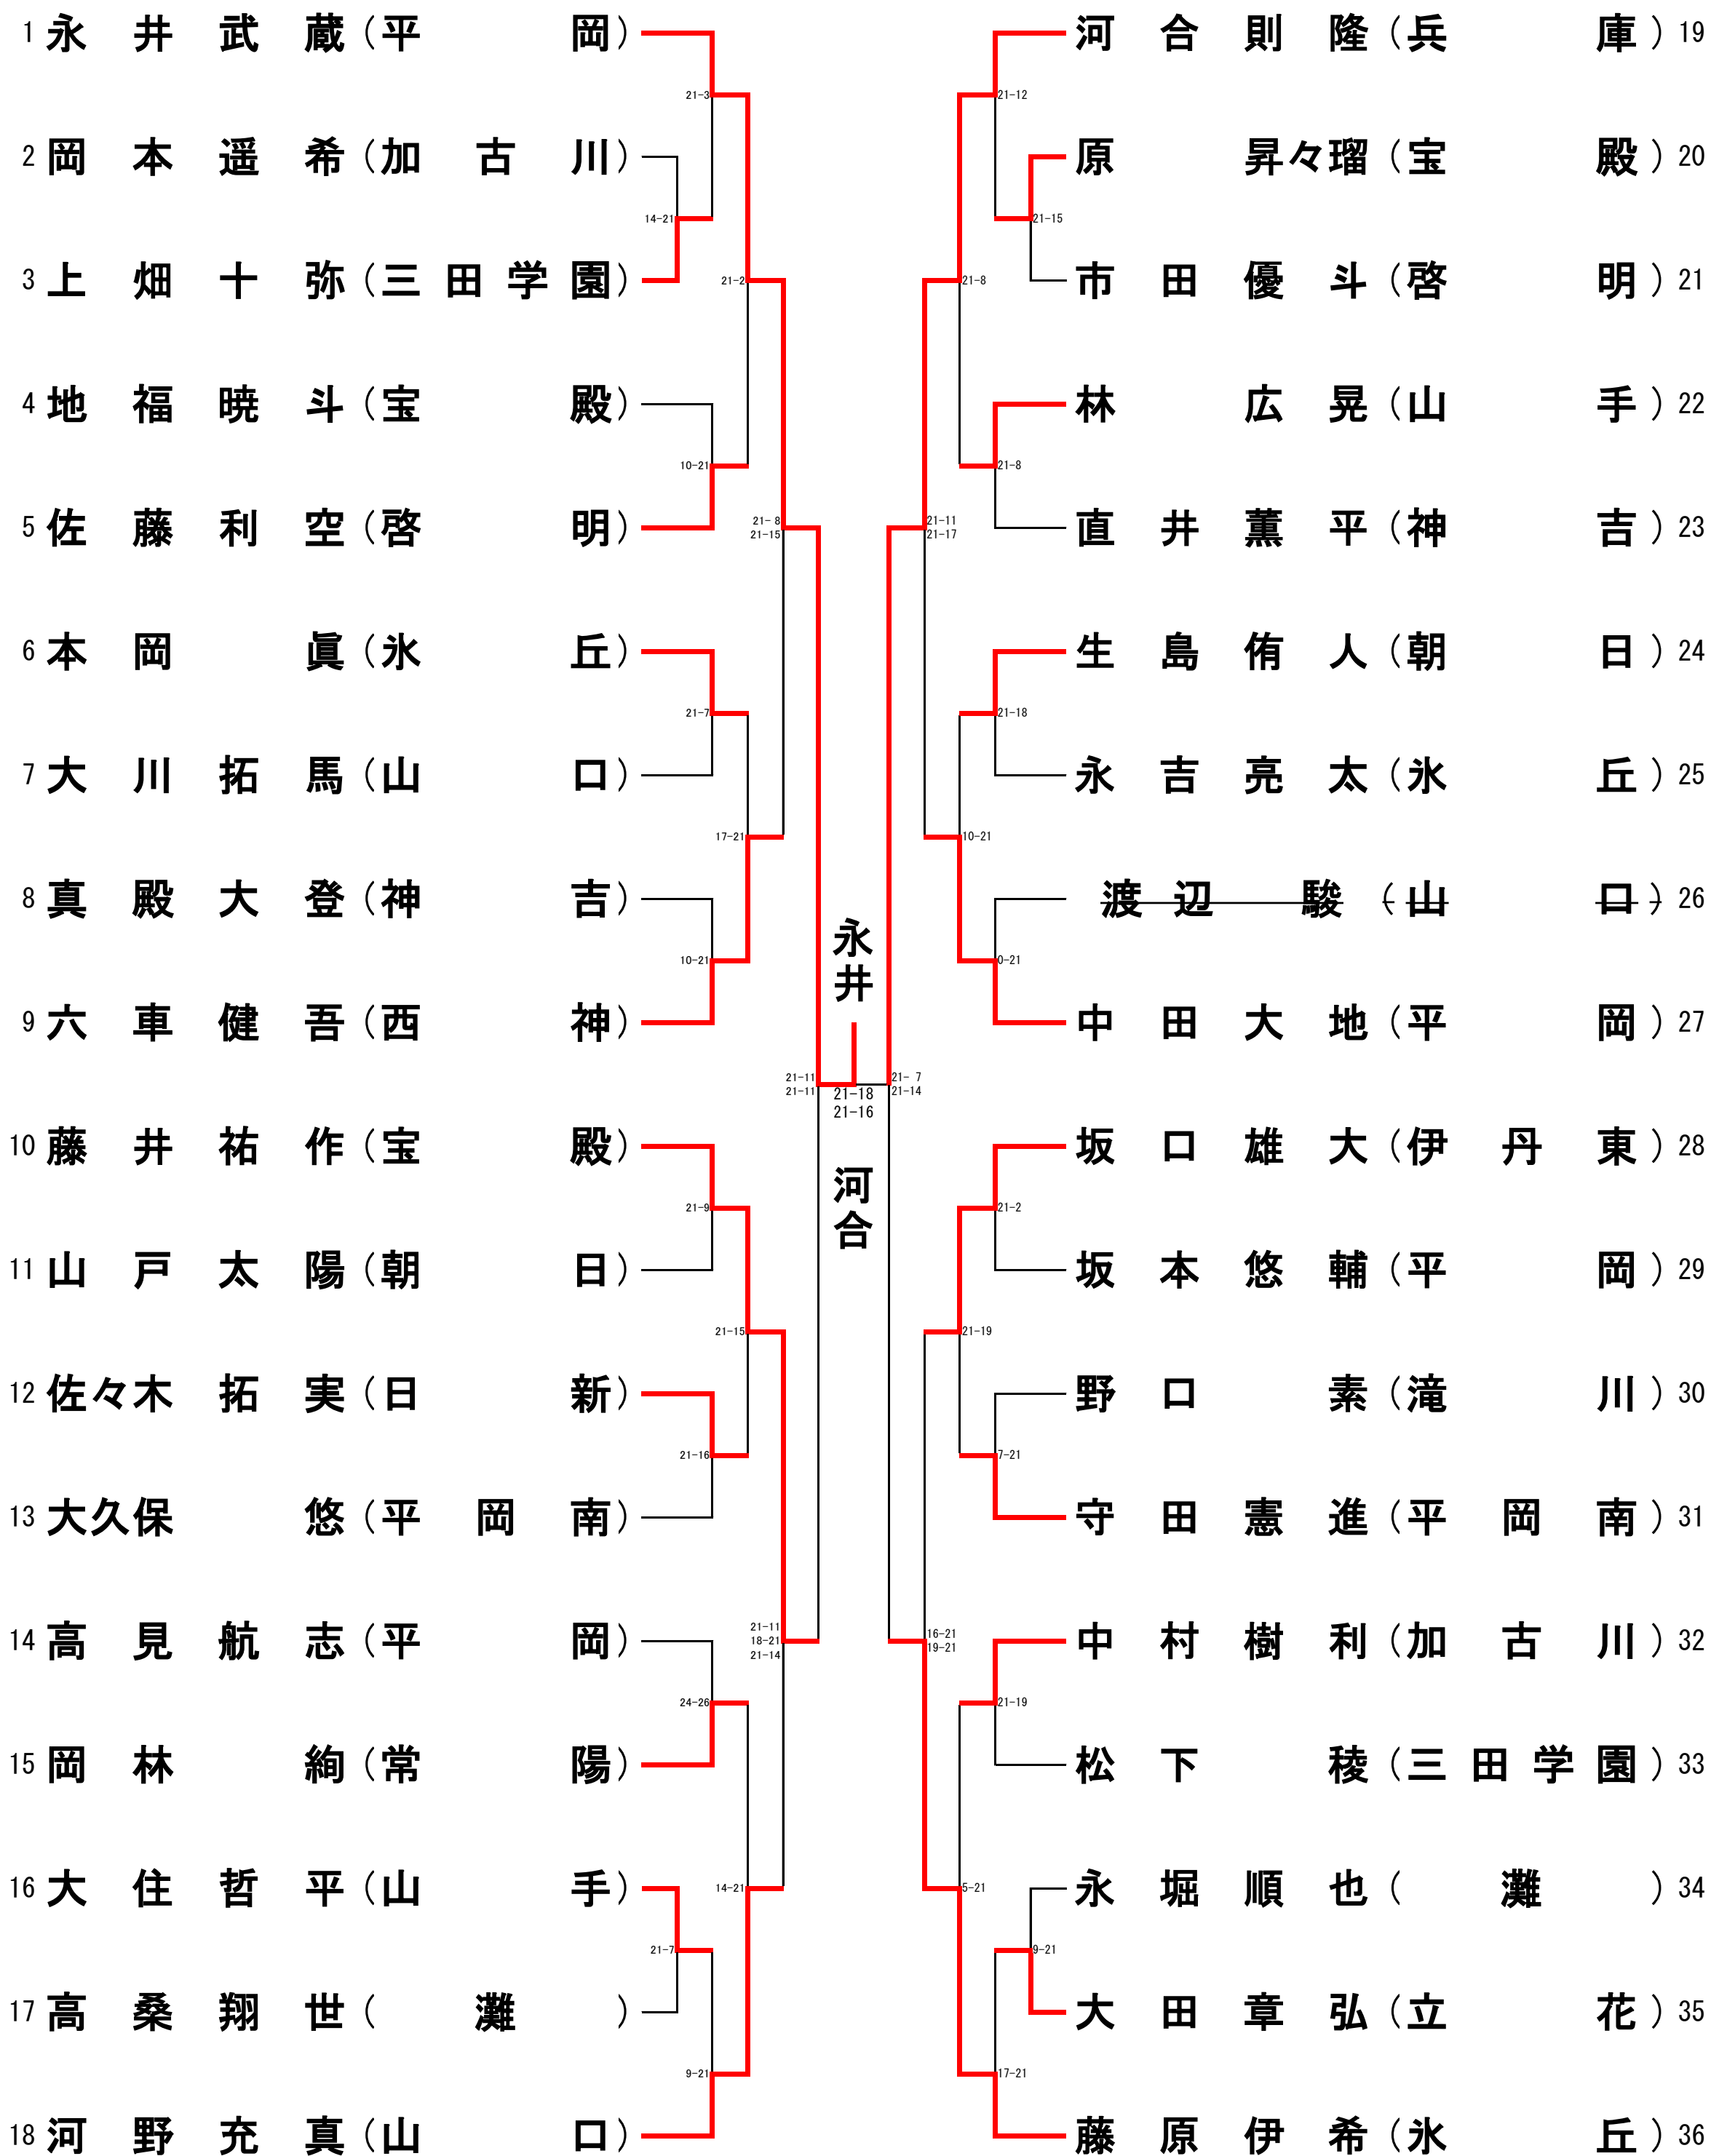 1 永井武蔵(平岡)
2 岡本遥希(加古川)
3 上畑十弥(三田学園)
4 地福暁斗(宝殿)
5 佐藤利空(啓明)
6 本岡眞(氷丘)
7 大川拓馬(山口)
8 真殿大登(神吉)
9 六車健吾(西神)
10 藤井祐作(宝殿)
11 山戸太陽(朝日)
12 佐々木拓実(日新)
13 大久保悠(平岡南)
14 高見航志(平岡)
15 岡林絢(常陽)
16 大住哲平(山手)
17 高桑翔世(灘)
18 河野充真(山口)
21-3
14-21
21-2
10-21
21- 8
21-15
21-7
17-21
10-21
21-11
21-11
21-9
21-15
21-16
21-11
18-21
21-14
24-26
14-21
21-7
9-21
永井
21-18
21-16
河合
21-12
21-15
21-8
21-8
21-11
21-17
21-18
10-21
0-21
21- 7
21-14
21-2
21-19
7-21
16-21
19-21
21-19
5-21
9-21
17-21
河合則隆(兵庫) 19
原昇々瑠(宝殿) 20
市田優斗(啓明) 21
林広晃(山手) 22
直井薫平(神吉) 23
生島侑人(朝日) 24
永吉亮太(氷丘) 25
渡辺駿(山口) 26
中田大地(平岡) 27
坂口雄大(伊丹東) 28
坂本悠輔(平岡) 29
野口素(滝川) 30
守田憲進(平岡南) 31
中村樹利(加古川) 32
松下稜(三田学園) 33
永堀順也(灘) 34
大田章弘(立花) 35
藤原伊希(氷丘) 36